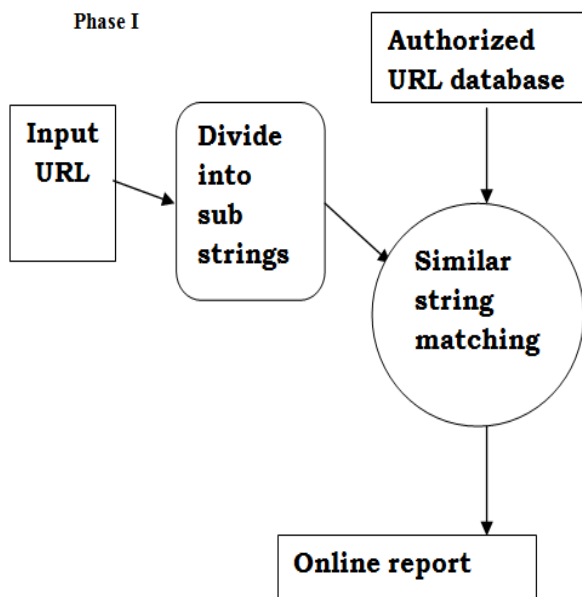 Phase I
Authorized
URL database
Input
URL
Divide
into
sub
strings
Similar
string
matching
Online report